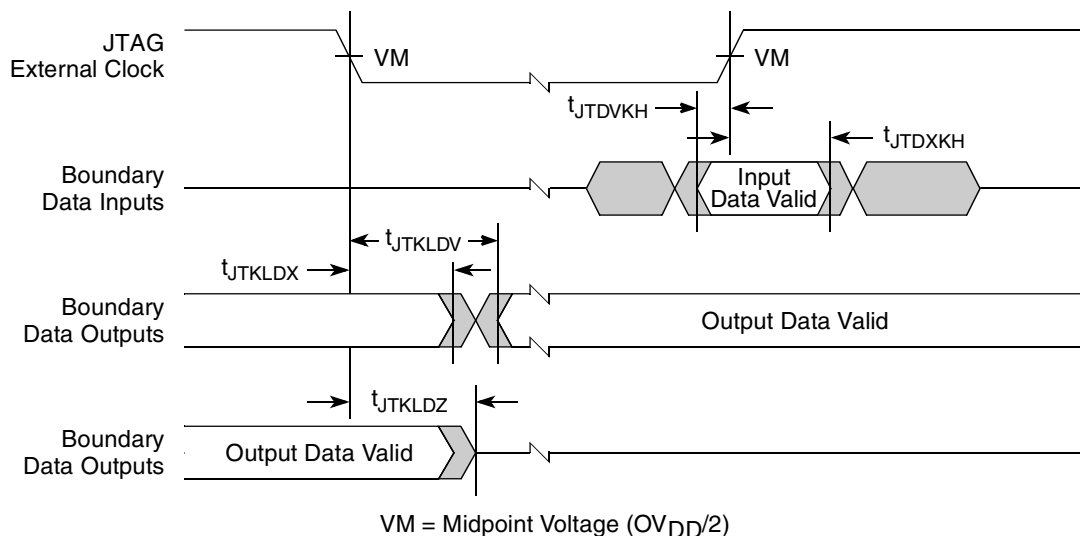 JTAG
External Clock
VM
VM
tJTDVKH
tJTDXKH
Boundary
Data Inputs
Input
Data Valid
tJTKLDV
tJTKLDX
Boundary
Data Outputs
Output Data Valid
tJTKLDZ
Boundary
Data Outputs
Output Data Valid
VM = Midpoint Voltage (OVDD/2)